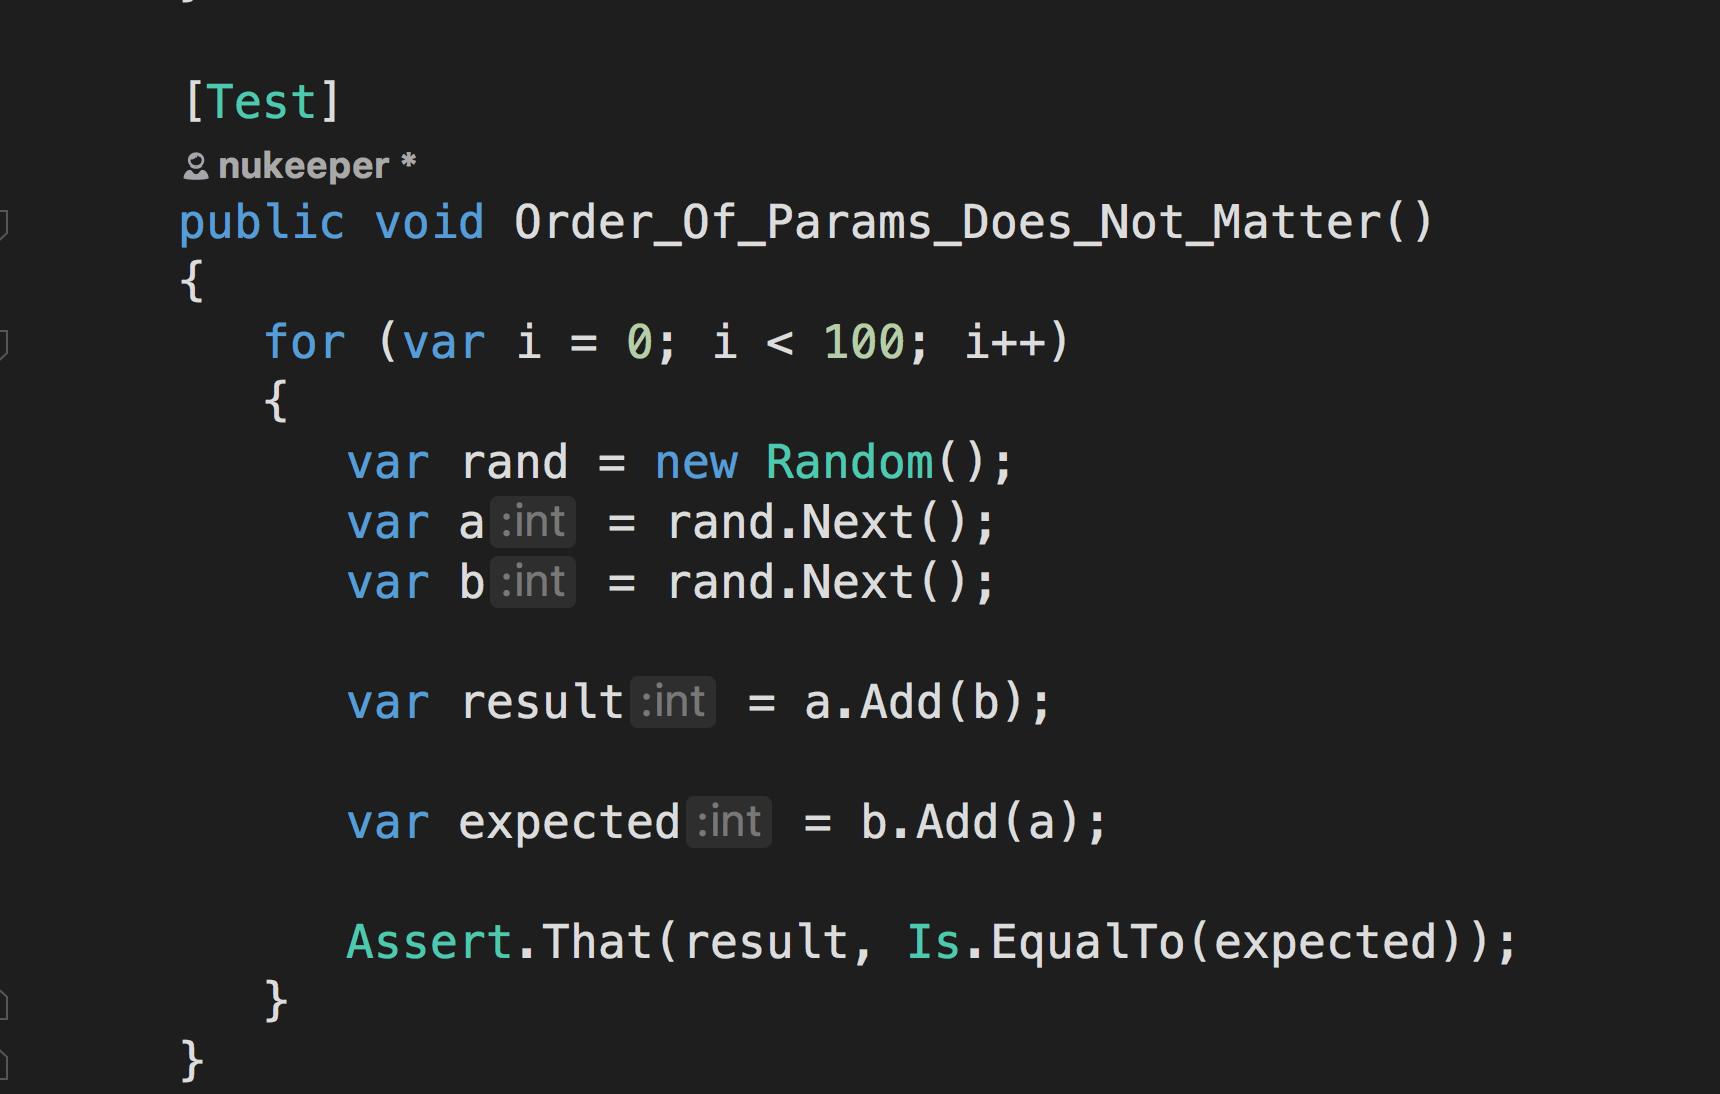 [Test]
nukeeper *
public void Order_Of_Params_Does_Not_Matter()
{
for (var i = 0; i < 100; i++)
{
var rand = new Random();
var a :int = rand.Next();
var b :int = rand.Next();
var result :int = a.Add(b);
var expected :int = b.Add(a);
Assert.That(result, Is.EqualTo(expected));
}
}